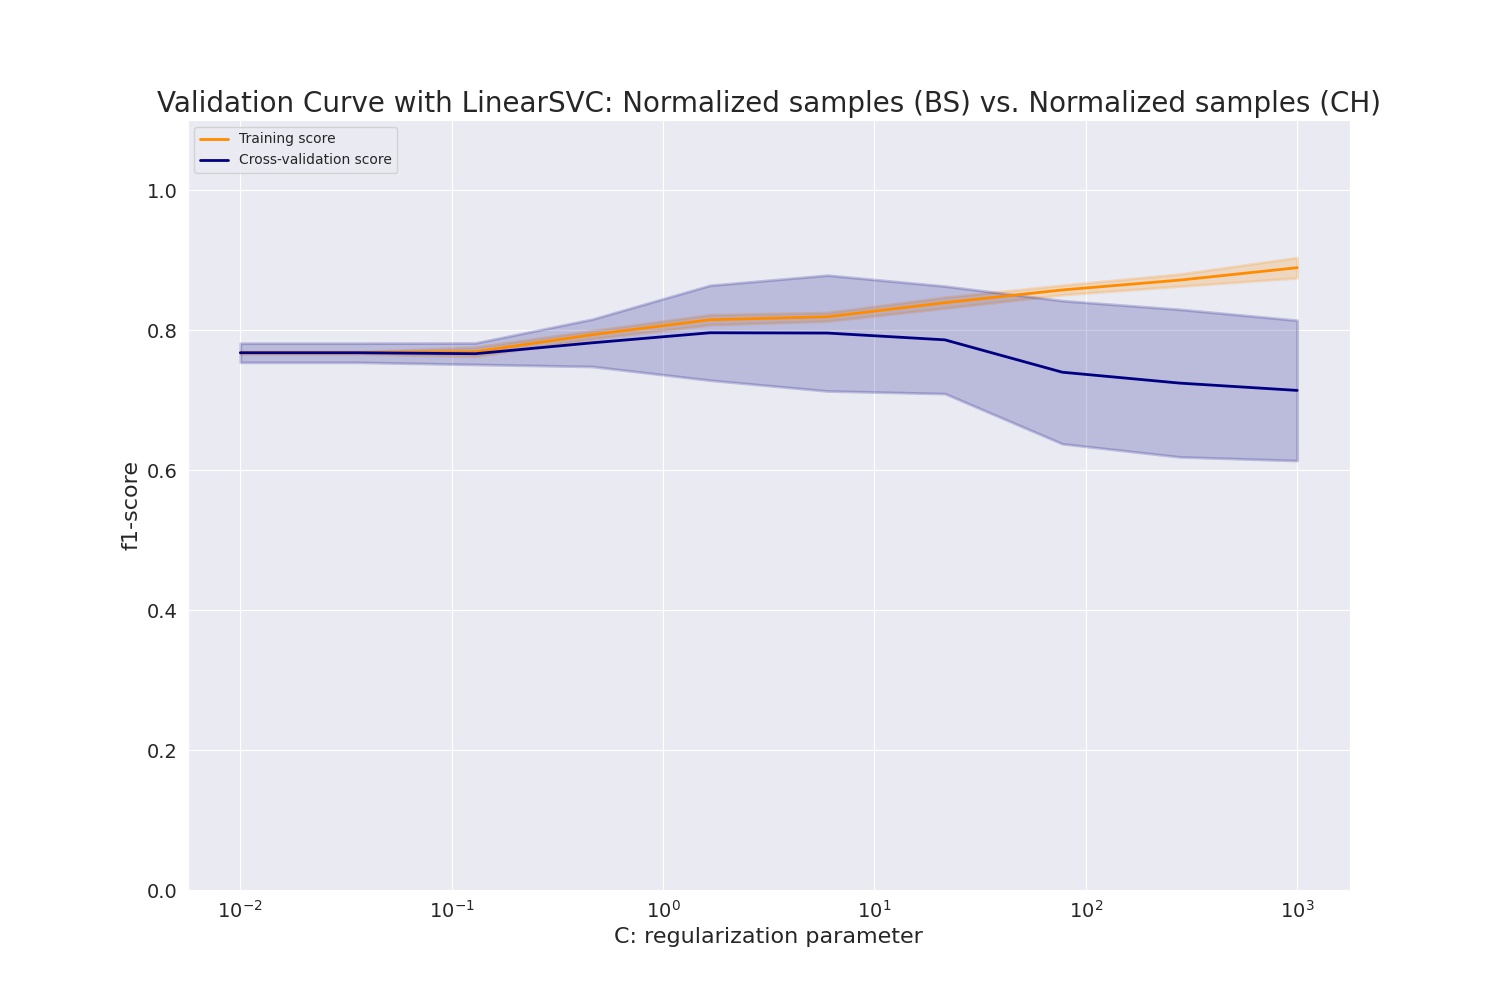 Validation Curve with LinearSVC: Normalized samples (BS) vs. Normalized samples (CH)
Training score
Cross-validation score
1.0
0.8
0.6
0.4
0.2
0.0
f1-score
10⁻² 10⁻¹ 10⁰ 10¹ 10² 10³
C: regularization parameter